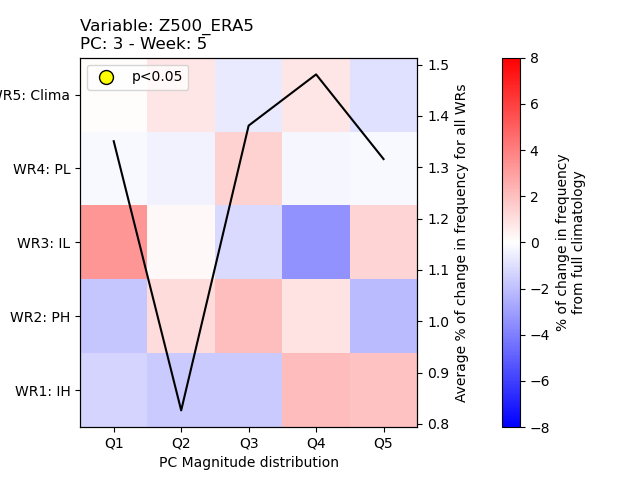 Variable: Z500_ERA5
PC: 3 - Week: 5
p<0.05
WR5: Clima
WR4: PL
WR3: IL
WR2: PH
WR1: IH
Q1 Q2 Q3 Q4 Q5
PC Magnitude distribution
1.5
1.4
1.3
1.2
1.1
1.0
0.9
0.8
Average % of change in frequency for all WRs
8
6
4
2
0
−2
−4
−6
−8
% of change in frequency
from full climatology